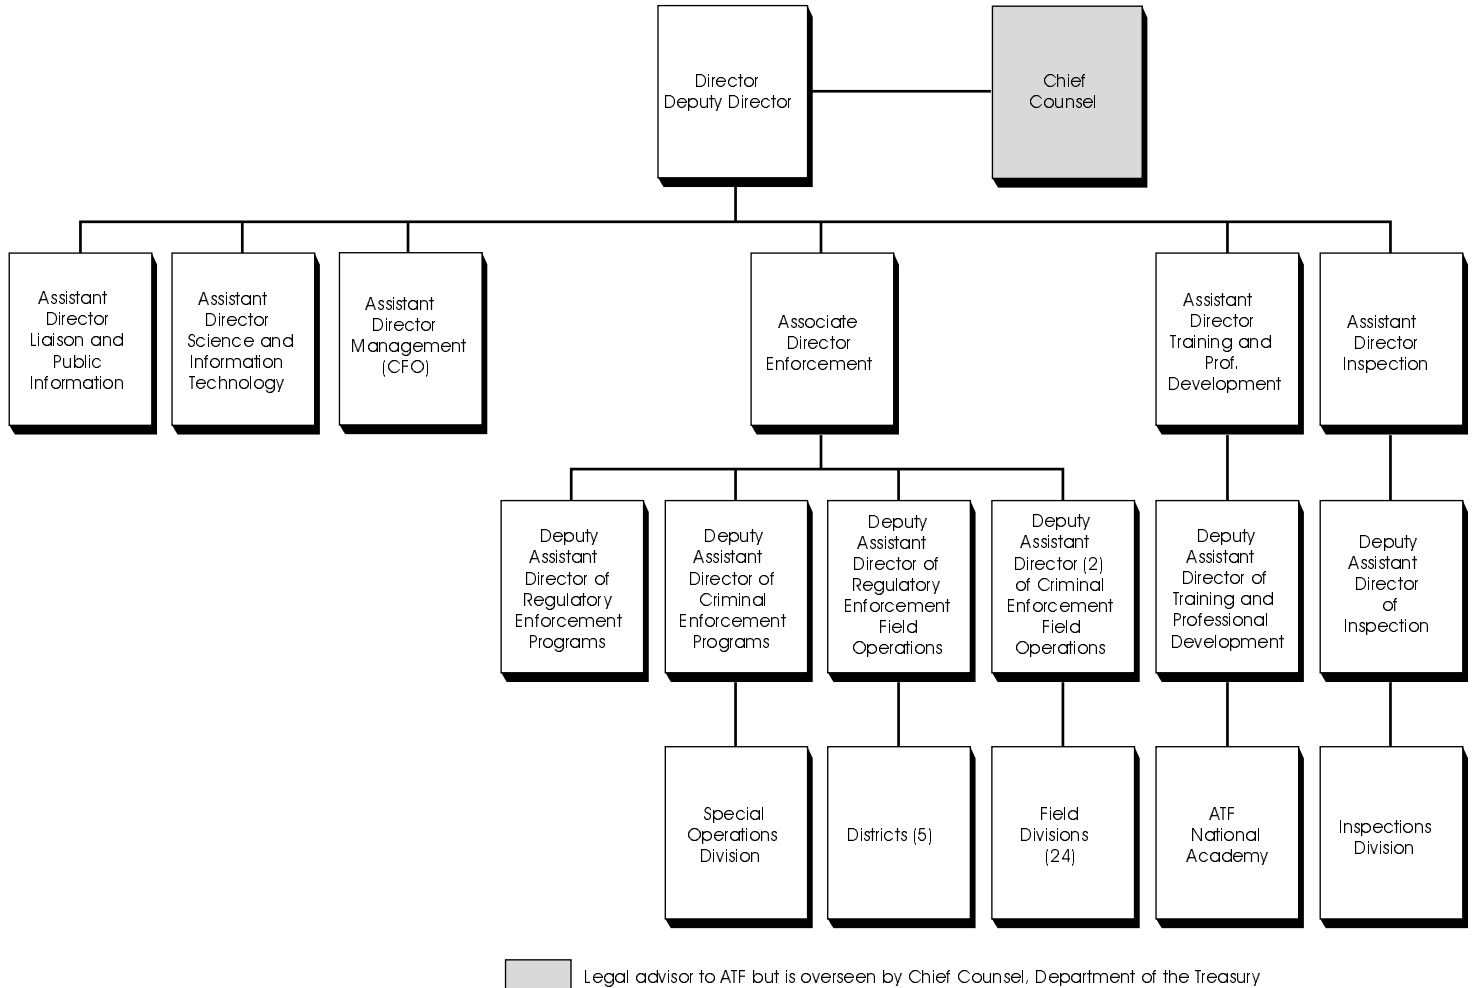 Director
Deputy Director
Chief
Counsel
Assistant
Director
Liaison and
Public
Information
Assistant
Director
Science and
Information
Technology
Assistant
Director
Management
(CFO)
Associate
Director
Enforcement
Assistant
Director
Training and
Prof.
Development
Assistant
Director
Inspection
Deputy
Assistant
Director of
Regulatory
Enforcement
Programs
Deputy
Assistant
Director of
Criminal
Enforcement
Programs
Deputy
Assistant
Director of
Regulatory
Enforcement
Field
Operations
Deputy
Assistant
Director (2)
of Criminal
Enforcement
Field
Operations
Deputy
Assistant
Director of
Training and
Professional
Development
Deputy
Assistant
Director
of
Inspection
Special
Operations
Division
Districts (5)
Field
Divisions
(24)
ATF
National
Academy
Inspections
Division
Legal advisor to ATF but is overseen by Chief Counsel, Department of the Treasury